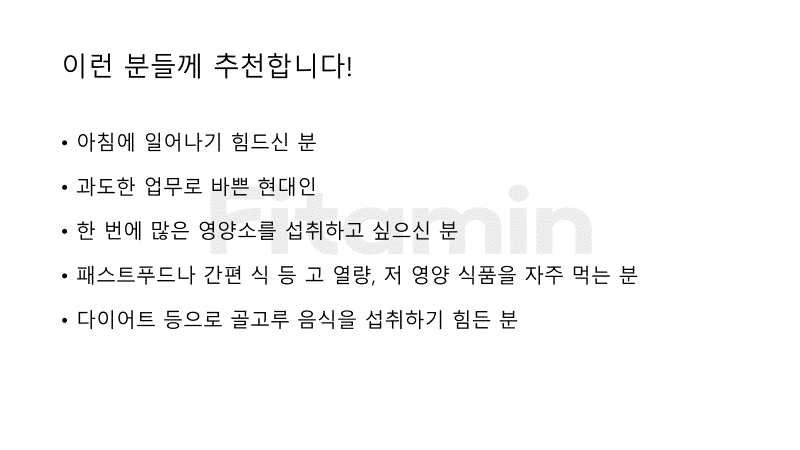 이런 분들께 추천합니다!
• 아침에 일어나기 힘드신 분
• 과도한 업무로 바쁜 현대인
Fitamin
• 한 번에 많은 영양소를 섭취하고 싶으신 분
• 패스트푸드나 간편 식 등 고 열량, 저 영양 식품을 자주 먹는 분
• 다이어트 등으로 골고루 음식을 섭취하기 힘든 분